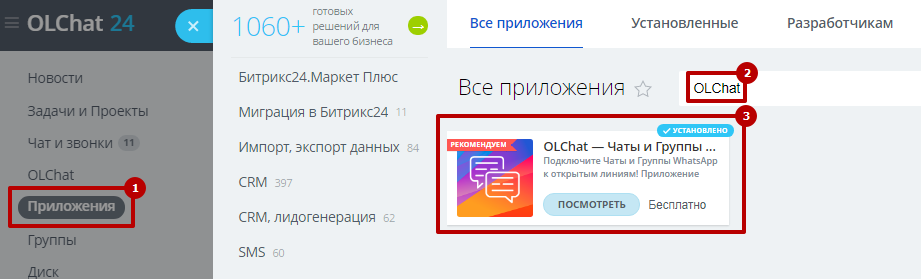 OLChat 24
Новости
Задачи и Проекты
Чат и звонки 11
OLChat
1
Приложения
Группы
Диск
1060+
готовых
решений для
вашего бизнеса
Битрикс24.Маркет Плюс
Миграция в Битрикс24 11
Импорт, экспорт данных 84
CRM 397
CRM, лидогенерация 62
SMS 60
Все приложения Установленные Разработчикам
Все приложения
2
OLChat
3
УСТАНОВЛЕНО
РЕКОМЕНДУЕМ
OLChat — Чаты и Группы ...
Подключите Чаты и Группы WhatsApp
к открытым линиям! Приложение
ПОСМОТРЕТЬ Бесплатно